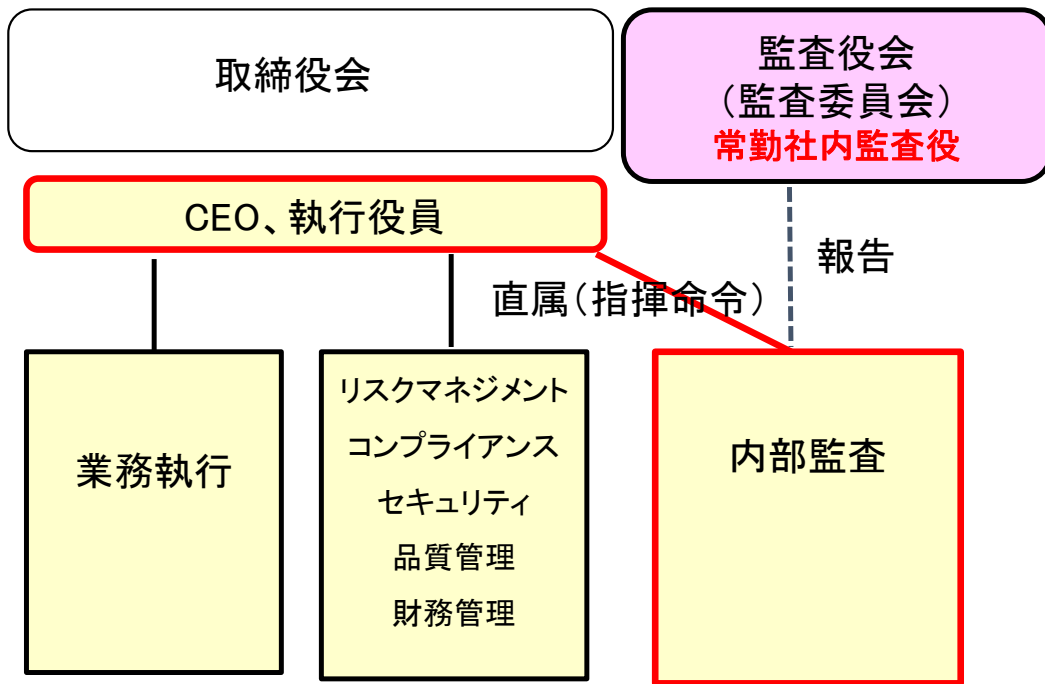 取締役会
監査役会
（監査委員会）
常勤社内監査役
CEO、執行役員
報告
直属（指揮命令）
業務執行
リスクマネジメント
コンプライアンス
セキュリティ
品質管理
財務管理
内部監査